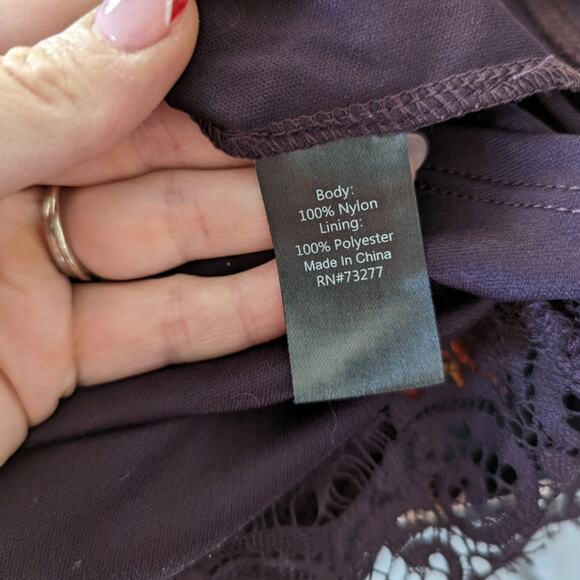 Body:
100% Nylon
Lining:
100% Polyester
Made In China
RN#73277